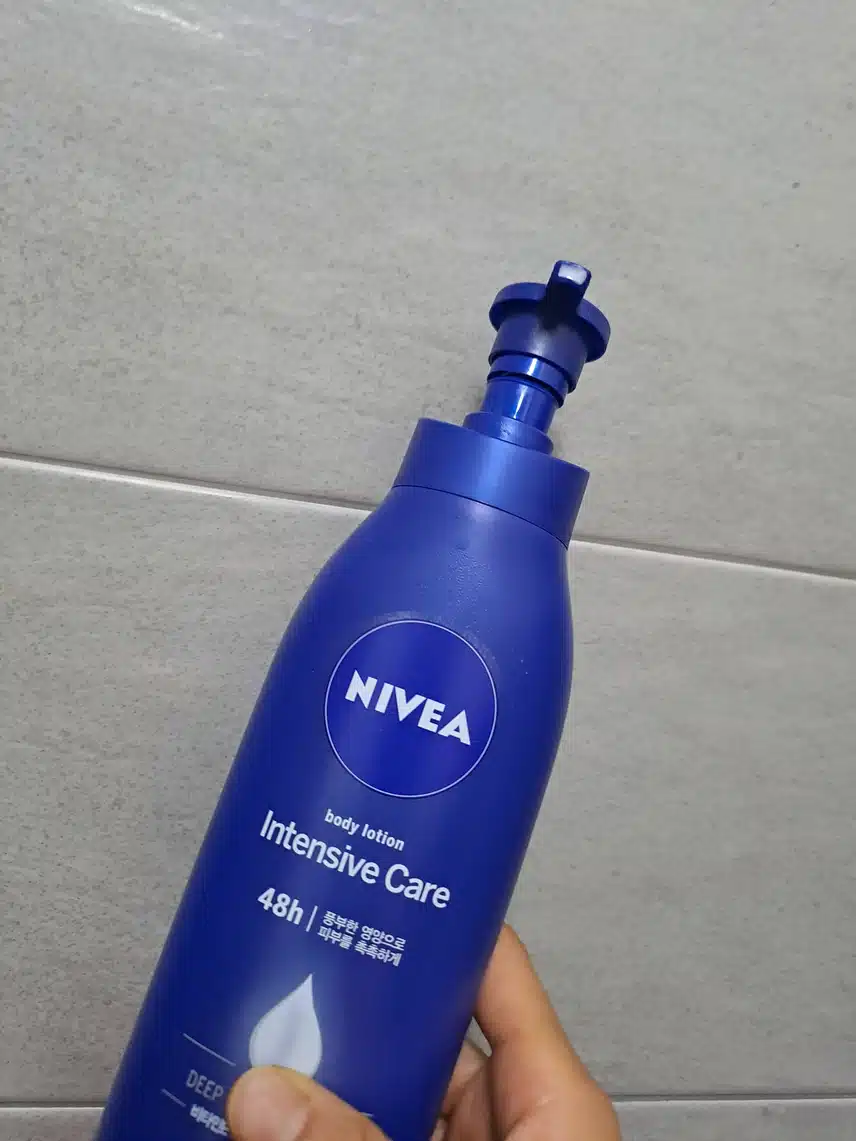 NIVEA
body lotion
Intensive Care
48h
풍부한 영양으로
피부를 촉촉하게
DEEP